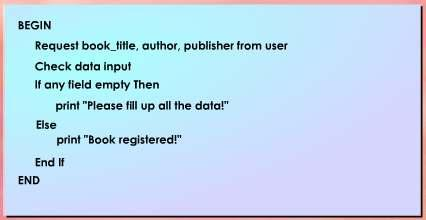 BEGIN
Request book_title, author, publisher from user
Check data input
If any field empty Then
print "Please fill up all the data!"
Else
print "Book registered!"
End If
END